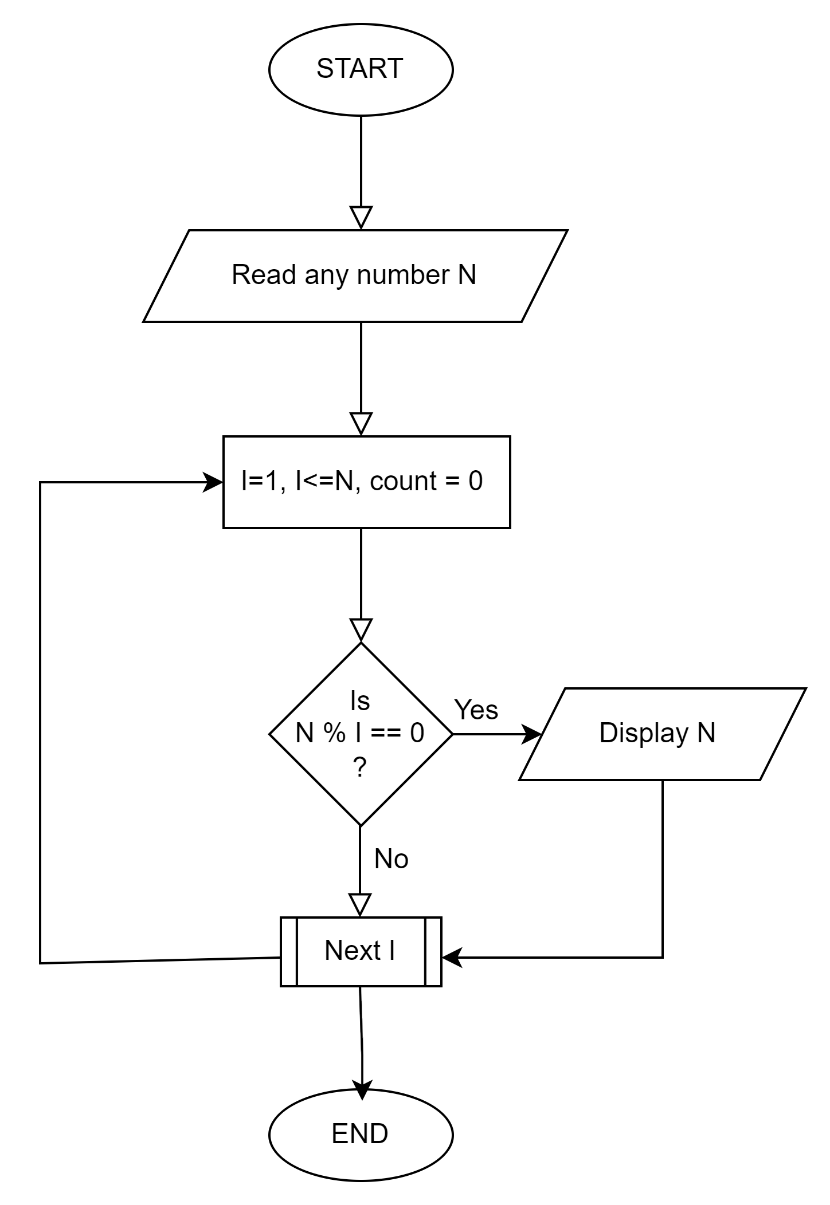 START
Read any number N
I=1, I<=N, count = 0
Is
N % I == 0
?
Yes
Display N
No
Next I
END